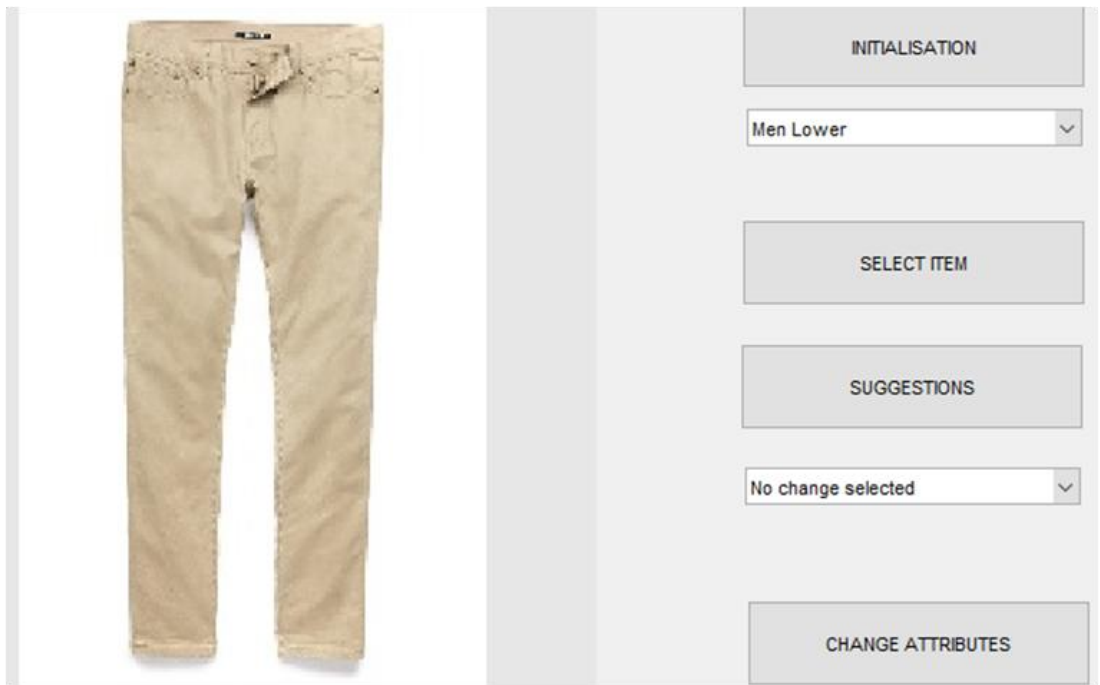 INITIALISATION
Men Lower
SELECT ITEM
SUGGESTIONS
No change selected
CHANGE ATTRIBUTES